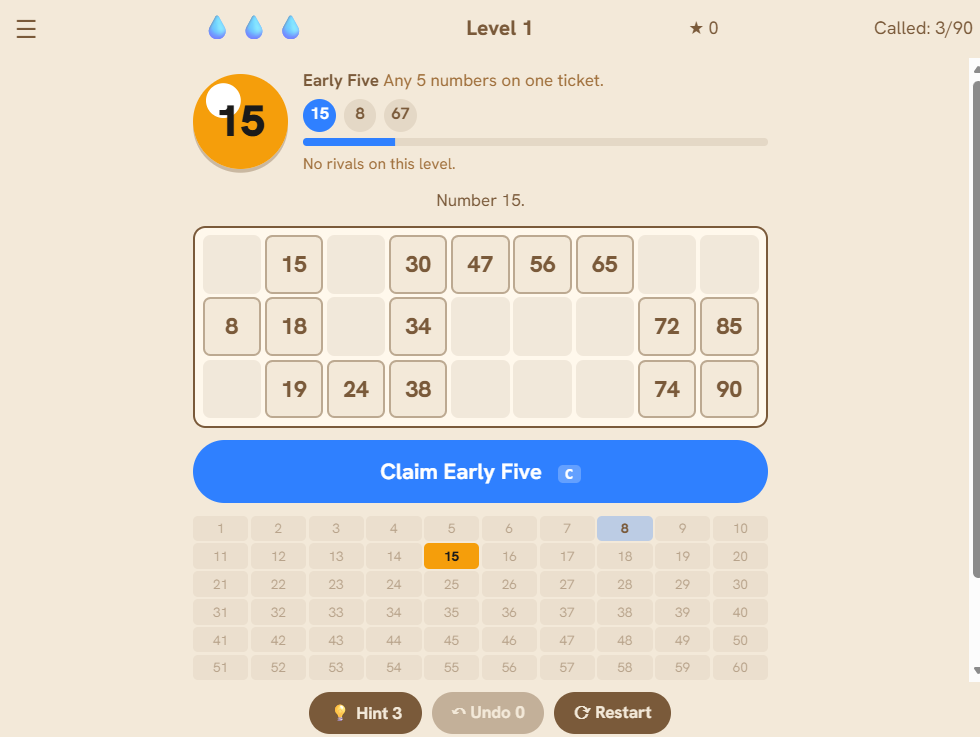 ☰ Level 1 ★ 0 Called: 3/90
15
Early Five Any 5 numbers on one ticket.
15 8 67
No rivals on this level.
Number 15.
15 30 47 56 65
8 18 34 72 85
19 24 38 74 90
Claim Early Five C
1 2 3 4 5 6 7 8 9 10
11 12 13 14 15 16 17 18 19 20
21 22 23 24 25 26 27 28 29 30
31 32 33 34 35 36 37 38 39 40
41 42 43 44 45 46 47 48 49 50
51 52 53 54 55 56 57 58 59 60
Hint 3 Undo 0 Restart